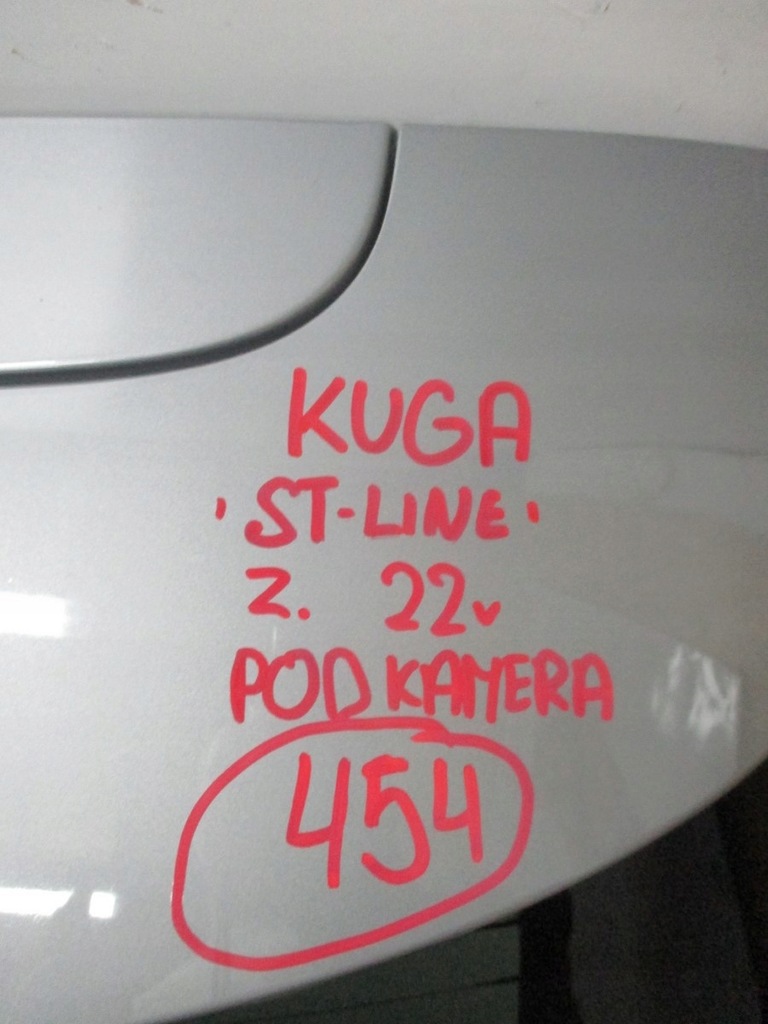 KUGA
'ST-LINE'
Z. 22v
POD KAMERA
454